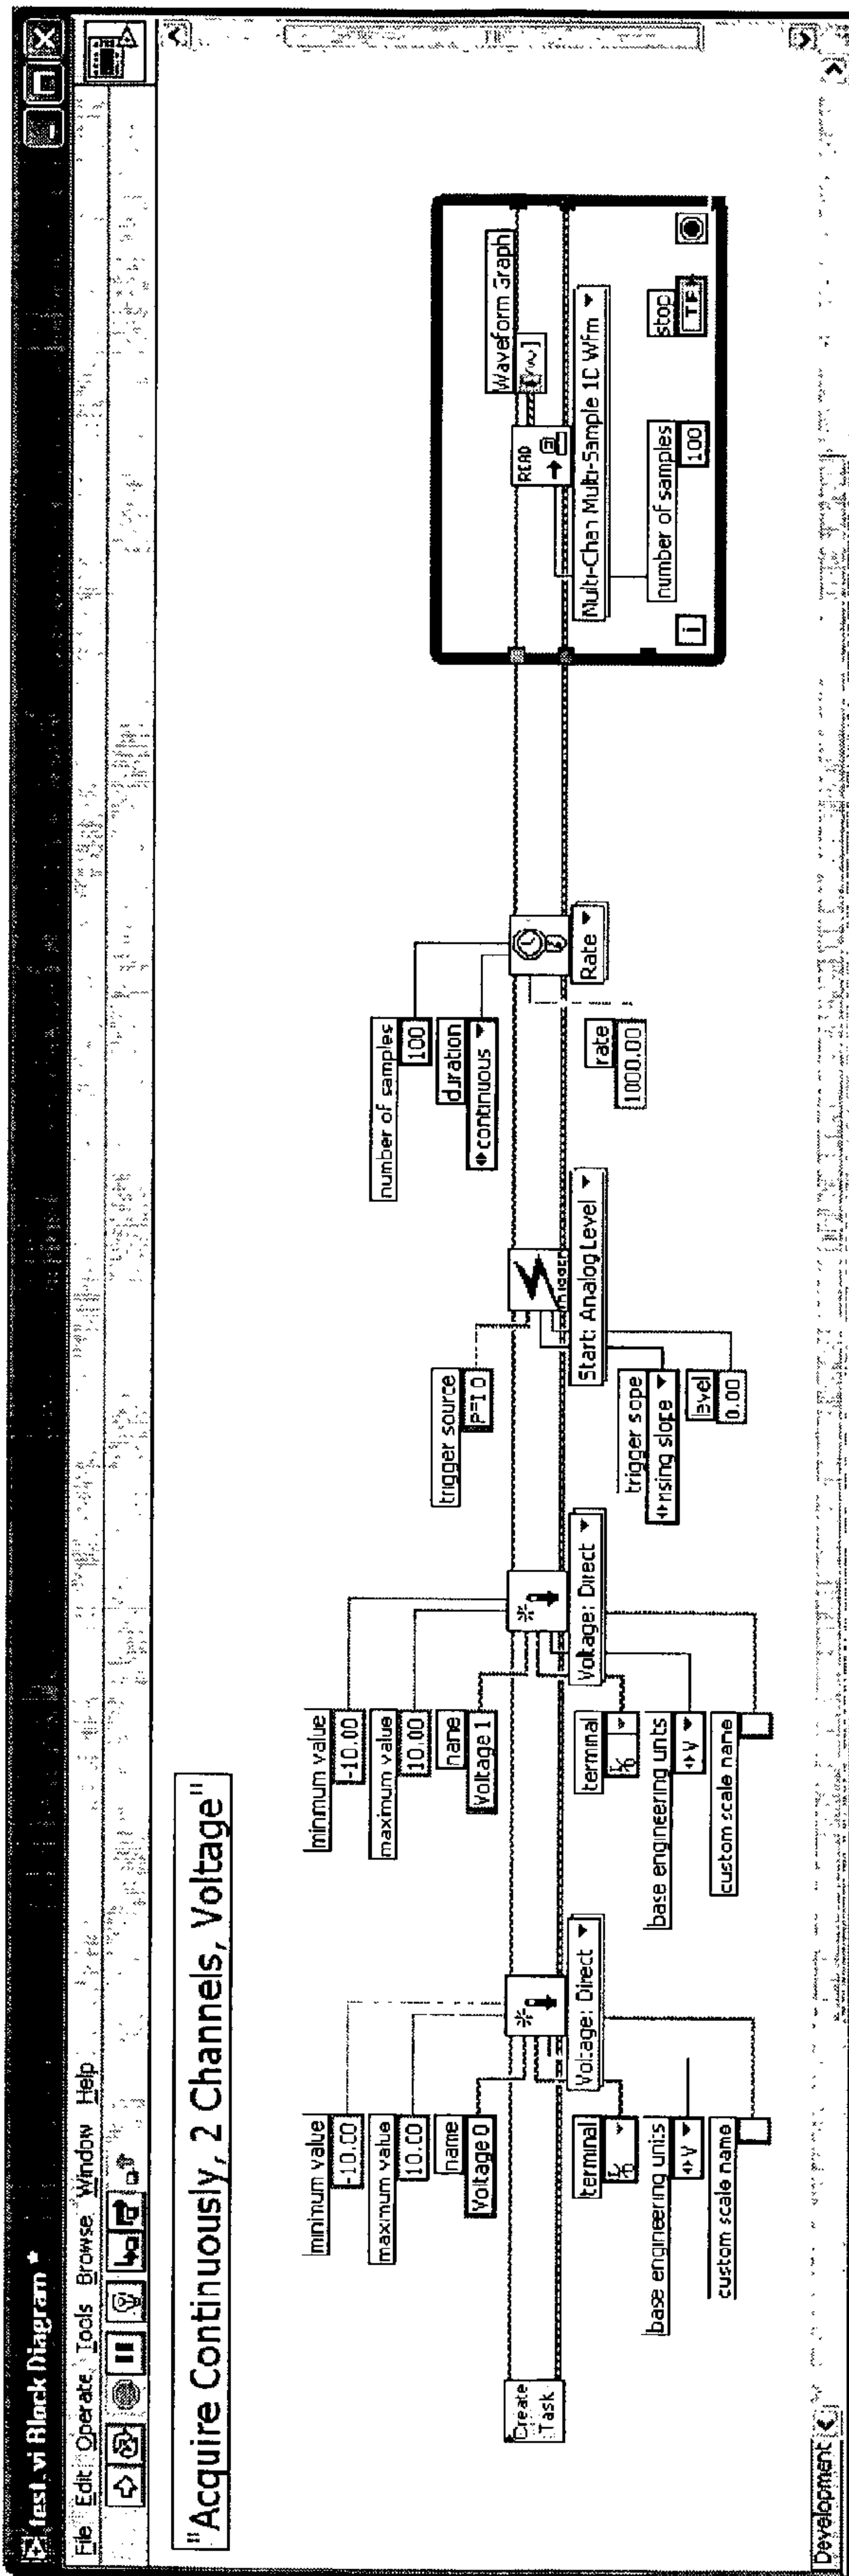 test.vi Block Diagram *
File Edit Operate Tools Browse Window Help
"Acquire Continuously, 2 Channels, Voltage"
Create
Task
minimum value
-10.00
maximum value
10.00
name
Voltage 0
Voltage: Direct
terminal
base engineering units
V
custom scale name
minimum value
-10.00
maximum value
10.00
name
Voltage 1
Voltage: Direct
terminal
base engineering units
V
custom scale name
trigger source
TRIGGER
Start: Analog Level
trigger slope
rising slope
level
0.00
number of samples
100
duration
continuous
Rate
rate
1000.00
Waveform Graph
READ
Multi-Chan Multi-Sample 1D Wfm
number of samples
100
stop
TF
i
Development